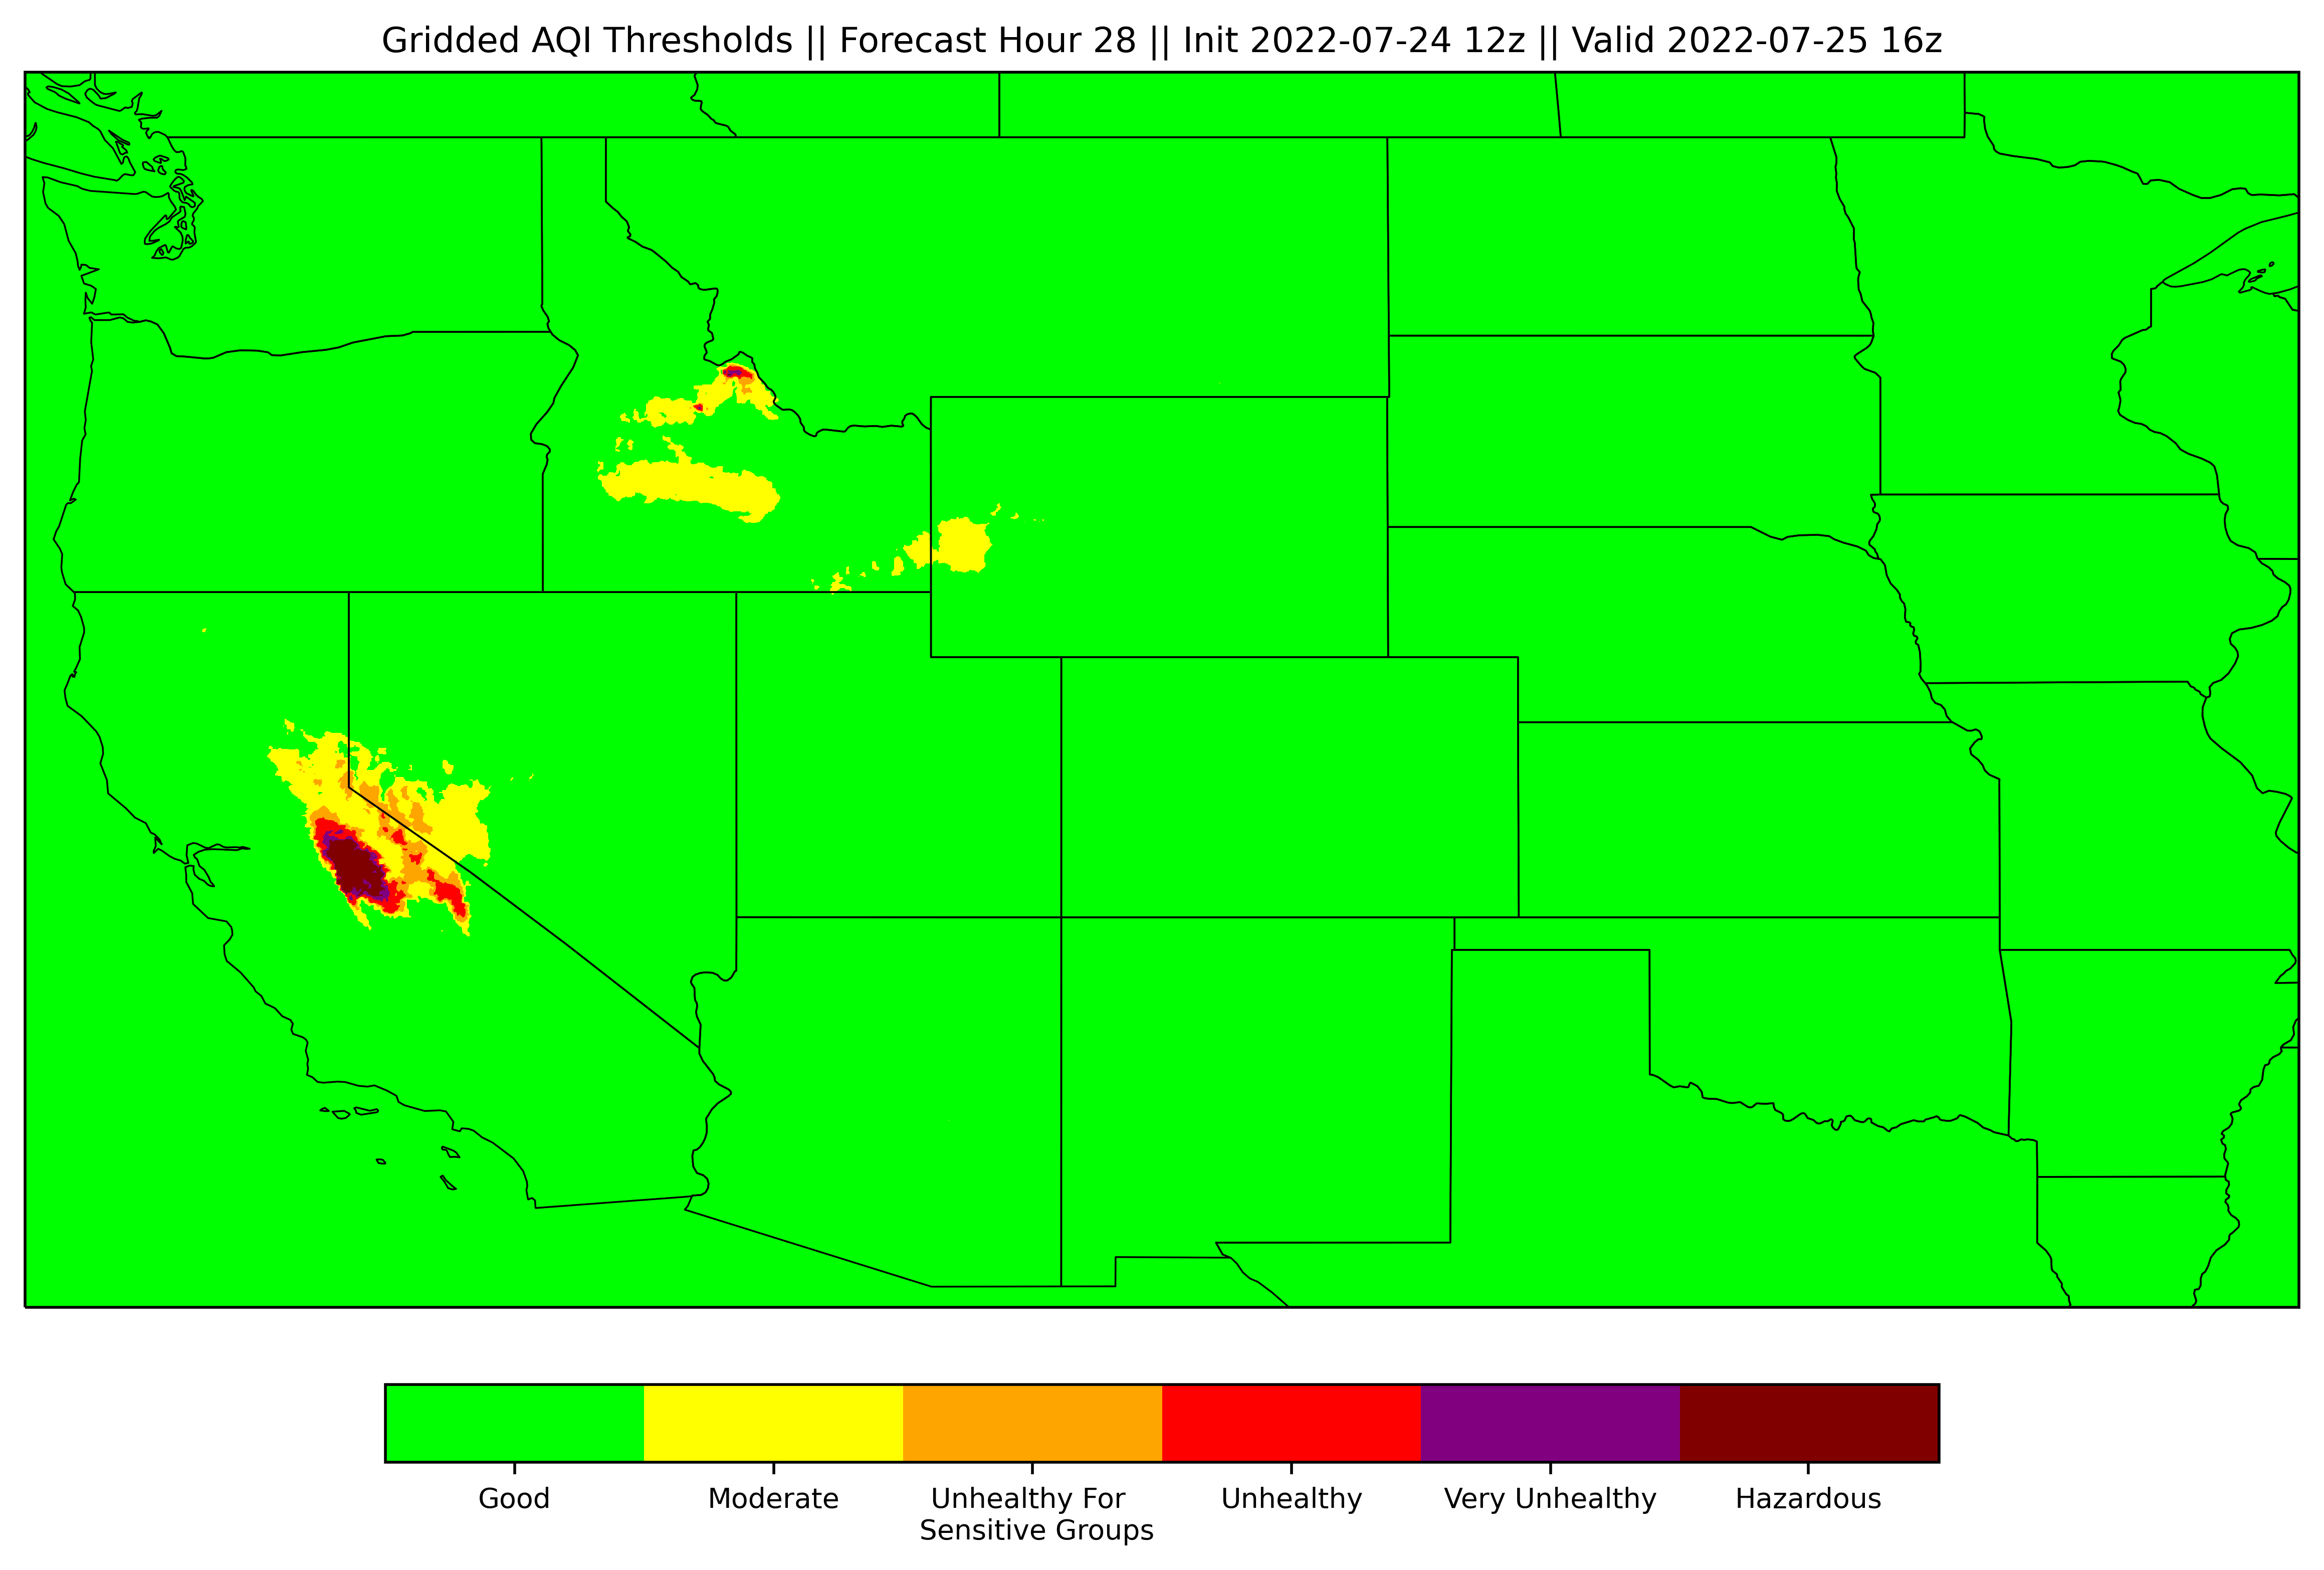 Gridded AQI Thresholds || Forecast Hour 28 || Init 2022-07-24 12z || Valid 2022-07-25 16z
Good
Moderate
Unhealthy For
Sensitive Groups
Unhealthy
Very Unhealthy
Hazardous